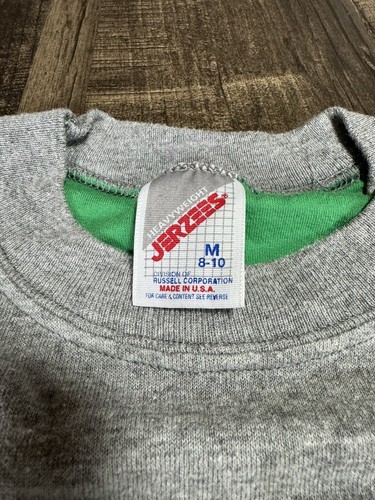 HEAVYWEIGHT
JERZEES
M
8-10
DIVISION OF
RUSSELL CORPORATION
MADE IN U.S.A.
FOR CARE & CONTENT SEE REVERSE